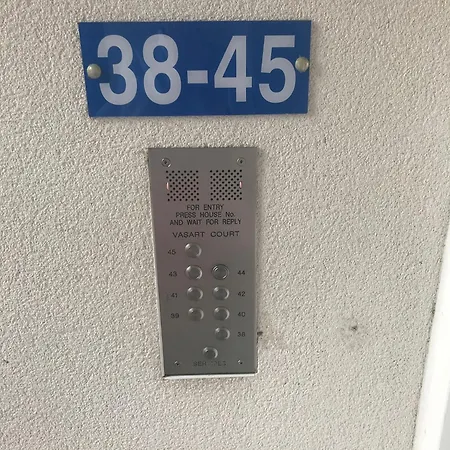 38-45
FOR ENTRY
PRESS HOUSE No.
AND WAIT FOR REPLY
VASART COURT
45
43 44
41 42
39 40
38